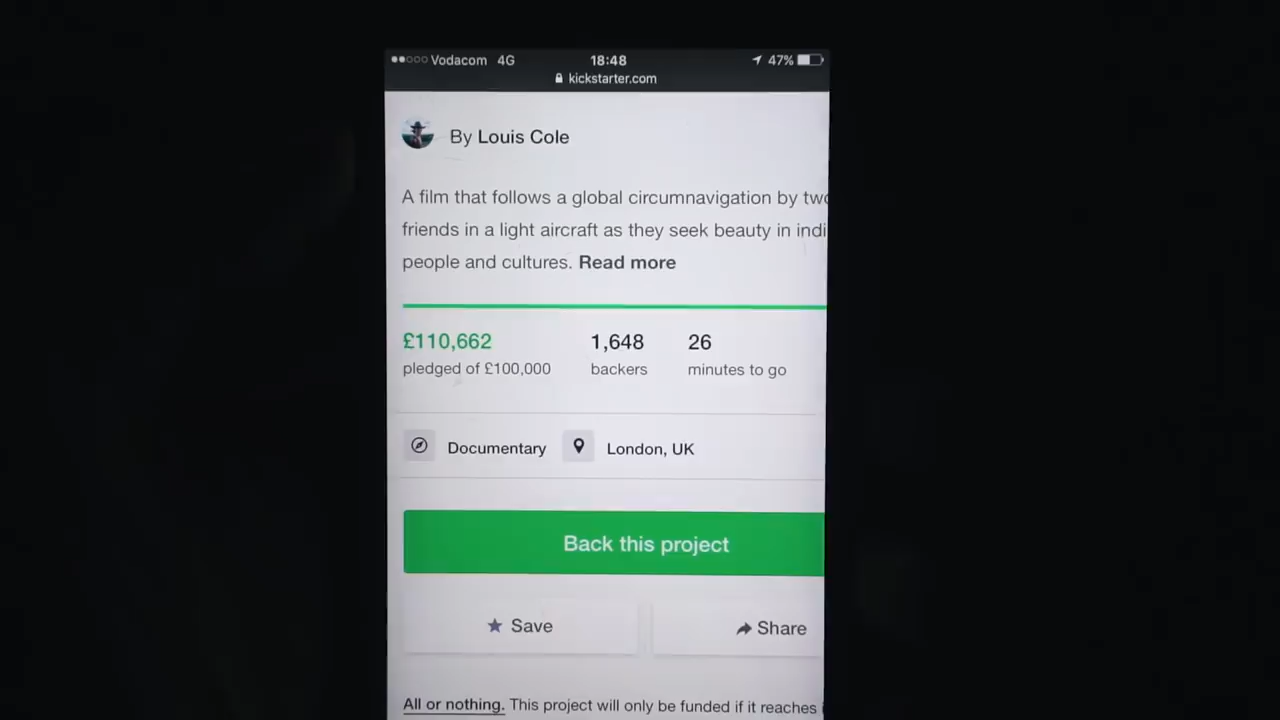 Vodacom 4G 18:48 47%
kickstarter.com
By Louis Cole
A film that follows a global circumnavigation by two
friends in a light aircraft as they seek beauty in indi
people and cultures. Read more
£110,662 1,648 26
pledged of £100,000 backers minutes to go
Documentary London, UK
Back this project
Save Share
All or nothing. This project will only be funded if it reaches